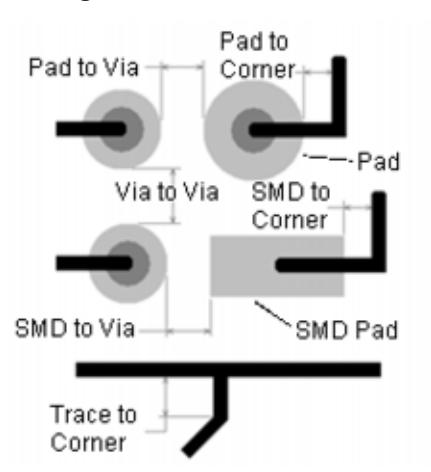 Pad to
Corner
Pad to Via
Pad
Via to Via
SMD to
Corner
SMD to Via
SMD Pad
Trace to
Corner